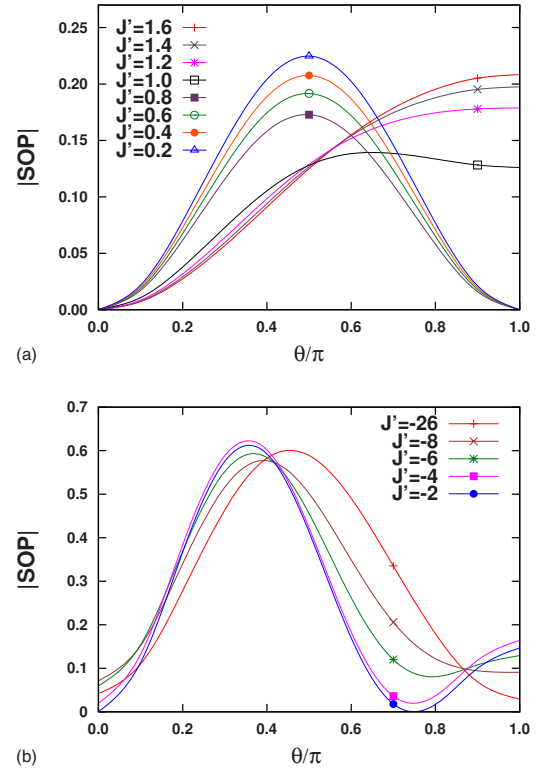 J'=1.6
J'=1.4
J'=1.2
J'=1.0
J'=0.8
J'=0.6
J'=0.4
J'=0.2
|SOP|
0.25
0.20
0.15
0.10
0.05
0.00
0.0 0.2 0.4 0.6 0.8 1.0
(a) θ/π
J'=-26
J'=-8
J'=-6
J'=-4
J'=-2
|SOP|
0.7
0.6
0.5
0.4
0.3
0.2
0.1
0
0.0 0.2 0.4 0.6 0.8 1.0
(b) θ/π